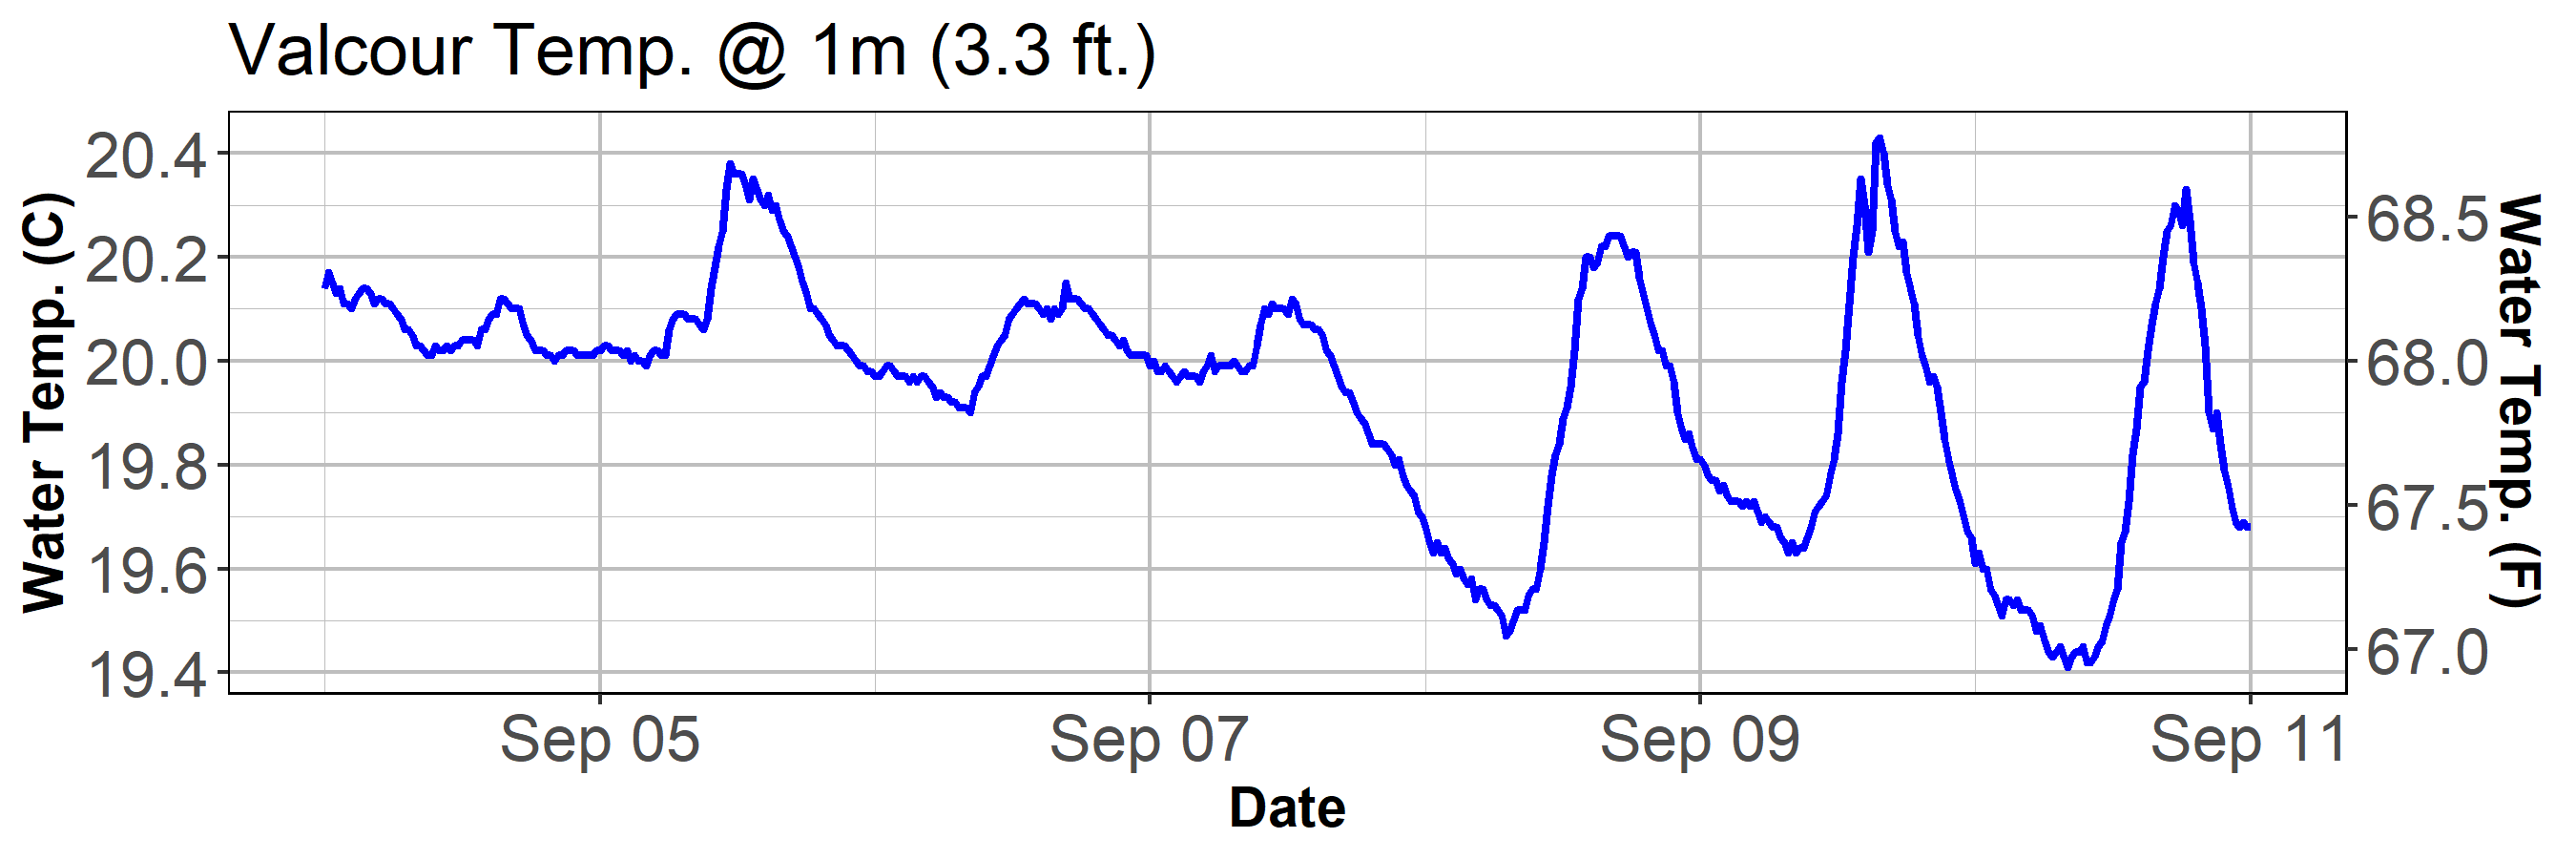 Valcour Temp. @ 1m (3.3 ft.)
Water Temp. (C)
20.4
20.2
20.0
19.8
19.6
19.4
68.5
68.0
67.5
67.0
Water Temp. (F)
Sep 05
Sep 07
Sep 09
Sep 11
Date